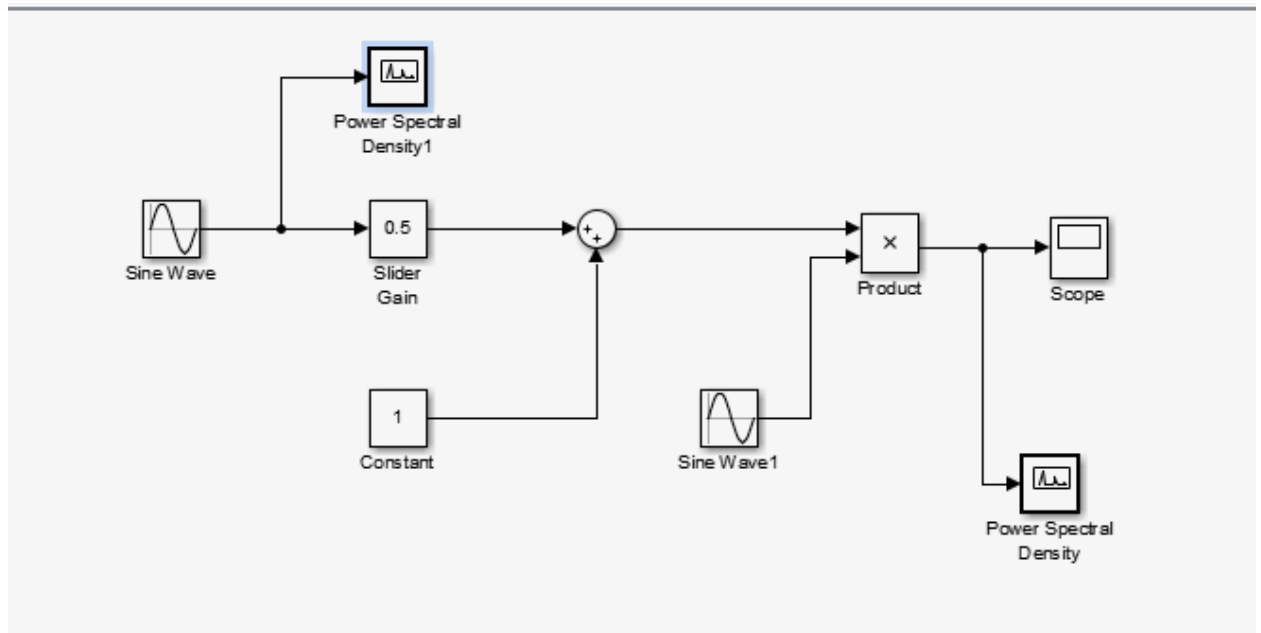 Power Spectral
Density1
Sine Wave
0.5
Slider
Gain
+
+
×
Product
Scope
1
Constant
Sine Wave1
Power Spectral
Density